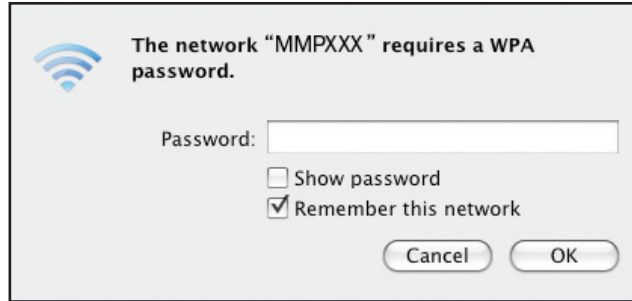 The network “MMPXXX” requires a WPA
password.
Password:
Show password
Remember this network
Cancel OK